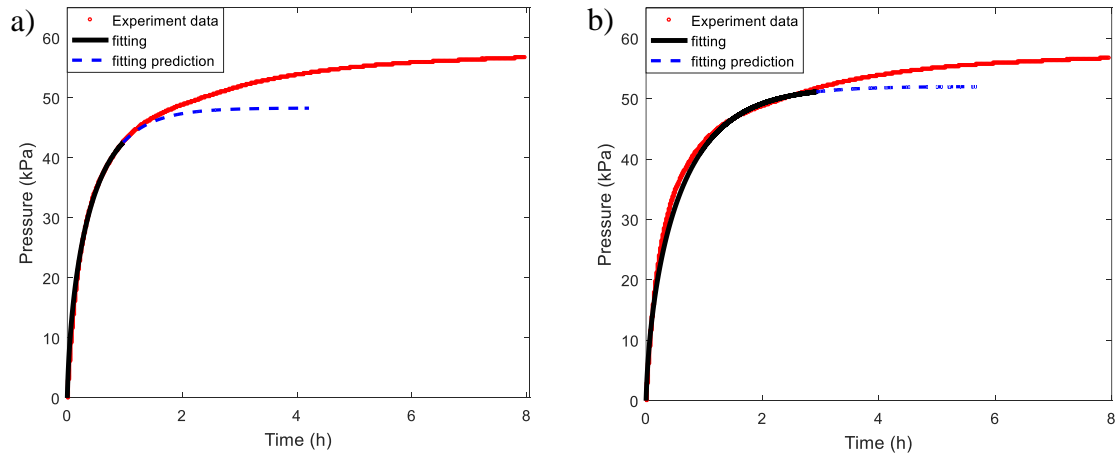 a)
Experiment data
fitting
fitting prediction
60
50
40
30
20
10
0
Pressure (kPa)
0 2 4 6 8
Time (h)
b)
Experiment data
fitting
fitting prediction
60
50
40
30
20
10
0
Pressure (kPa)
0 2 4 6 8
Time (h)